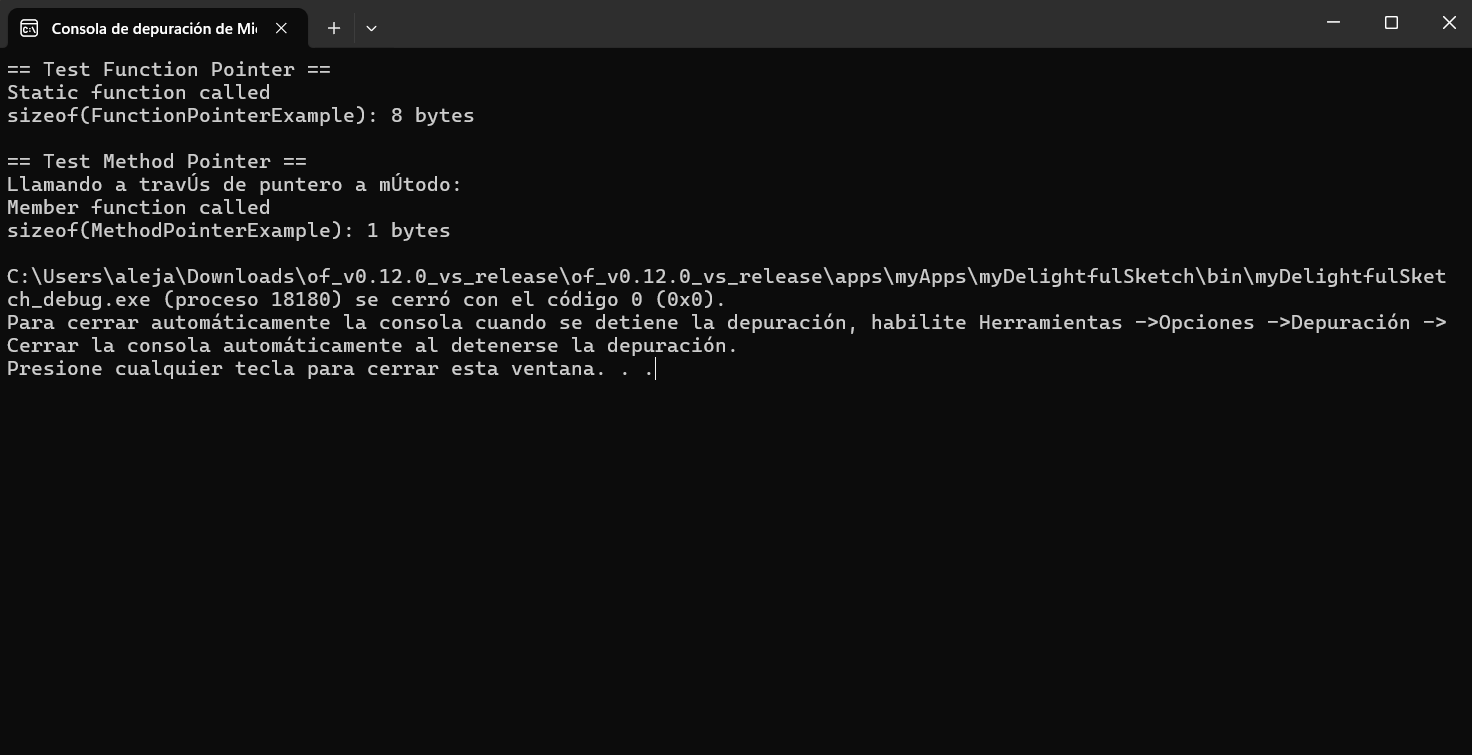 Consola de depuración de Mi
== Test Function Pointer ==
Static function called
sizeof(FunctionPointerExample): 8 bytes
== Test Method Pointer ==
Llamando a travÚs de puntero a mÚtodo:
Member function called
sizeof(MethodPointerExample): 1 bytes
C:\Users\aleja\Downloads\of_v0.12.0_vs_release\of_v0.12.0_vs_release\apps\myApps\myDelightfulSketch\bin\myDelightfulSket
ch_debug.exe (proceso 18180) se cerró con el código 0 (0x0).
Para cerrar automáticamente la consola cuando se detiene la depuración, habilite Herramientas ->Opciones ->Depuración ->
Cerrar la consola automáticamente al detenerse la depuración.
Presione cualquier tecla para cerrar esta ventana. . .